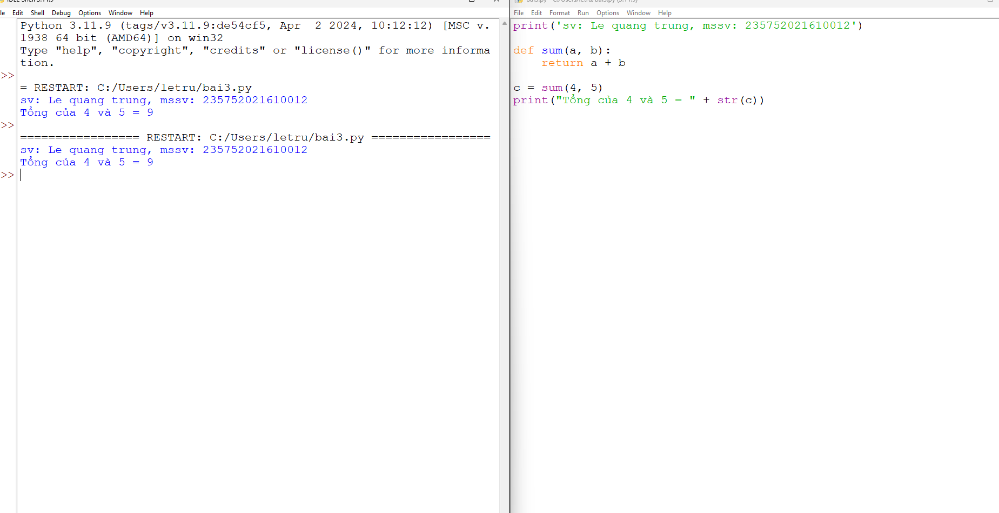 IDLE Shell 3.11.9
le Edit Shell Debug Options Window Help
Python 3.11.9 (tags/v3.11.9:de54cf5, Apr  2 2024, 10:12:12) [MSC v.
1938 64 bit (AMD64)] on win32
Type "help", "copyright", "credits" or "license()" for more informa
tion.
>>
= RESTART: C:/Users/letru/bai3.py
sv: Le quang trung, mssv: 235752021610012
Tổng của 4 và 5 = 9
>>
================= RESTART: C:/Users/letru/bai3.py =================
sv: Le quang trung, mssv: 235752021610012
Tổng của 4 và 5 = 9
>>
bai3.py - C:/Users/letru/bai3.py (3.11.9)
File Edit Format Run Options Window Help
print('sv: Le quang trung, mssv: 235752021610012')
def sum(a, b):
    return a + b
c = sum(4, 5)
print("Tổng của 4 và 5 = " + str(c))